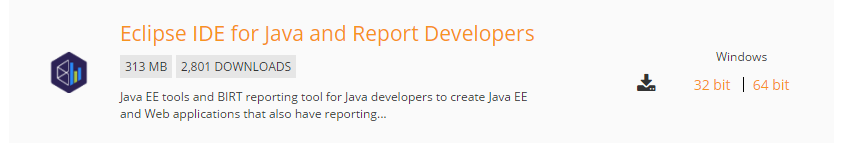 Eclipse IDE for Java and Report Developers
313 MB 2,801 DOWNLOADS
Java EE tools and BIRT reporting tool for Java developers to create Java EE
and Web applications that also have reporting...
Windows
32 bit | 64 bit